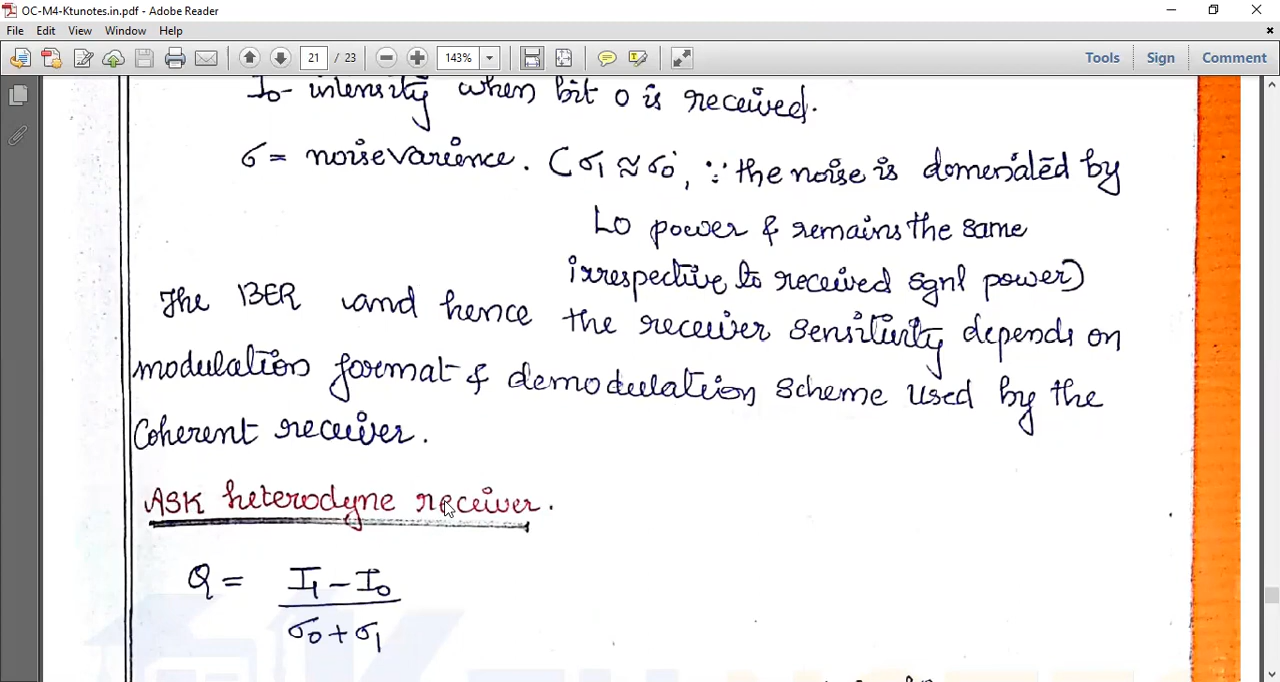 OC-M4-Ktunotes.in.pdf - Adobe Reader
File Edit View Window Help
21 / 23 143% Tools Sign Comment
I0 - intensity when bit 0 is received.
σ = noise varience. (σ1 ≈ σ0, ∵ the noise is domeniated by
LO power & remains the same
irrespective to received sgnl power)
The BER and hence the receiver sensitivity depends on
modulation format & demodulation scheme used by the
Coherent receiver.
ASK heterodyne receiver.
Q = I1 - I0
σ0 + σ1